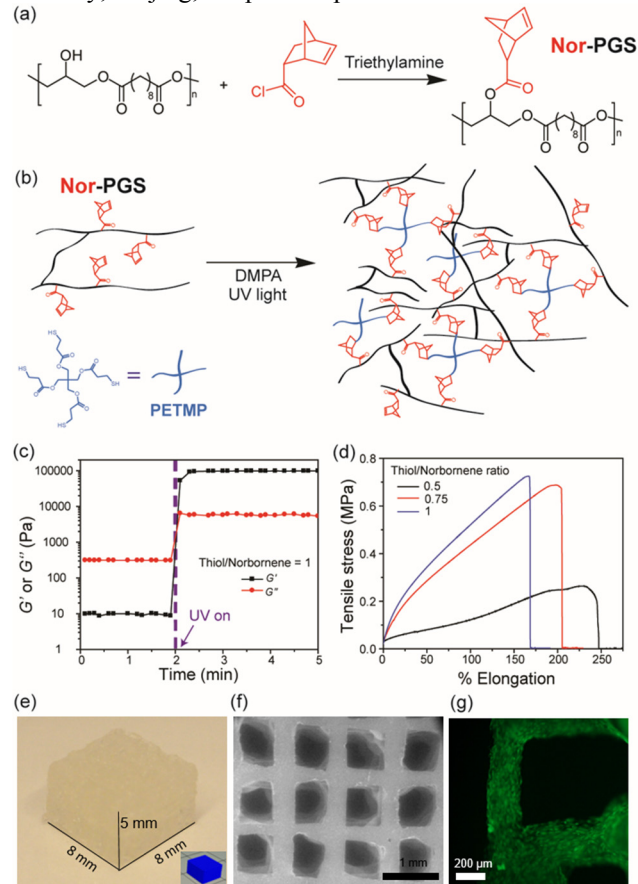 (a)
OH
O
O
O
O
8
n
+
Cl
O
Triethylamine
Nor-PGS
O
O
O
O
O
O
8
n
(b)
Nor-PGS
DMPA
UV light
HS
SH
HS
SH
=
PETMP
(c)
G' or G'' (Pa)
100000
10000
1000
100
10
1
Thiol/Norbornene = 1
G'
G''
UV on
0 1 2 3 4 5
Time (min)
(d)
Tensile stress (MPa)
0.8
0.6
0.4
0.2
0.0
Thiol/Norbornene ratio
0.5
0.75
1
0 50 100 150 200 250
% Elongation
(e)
5 mm
8 mm
8 mm
(f)
1 mm
(g)
200 µm